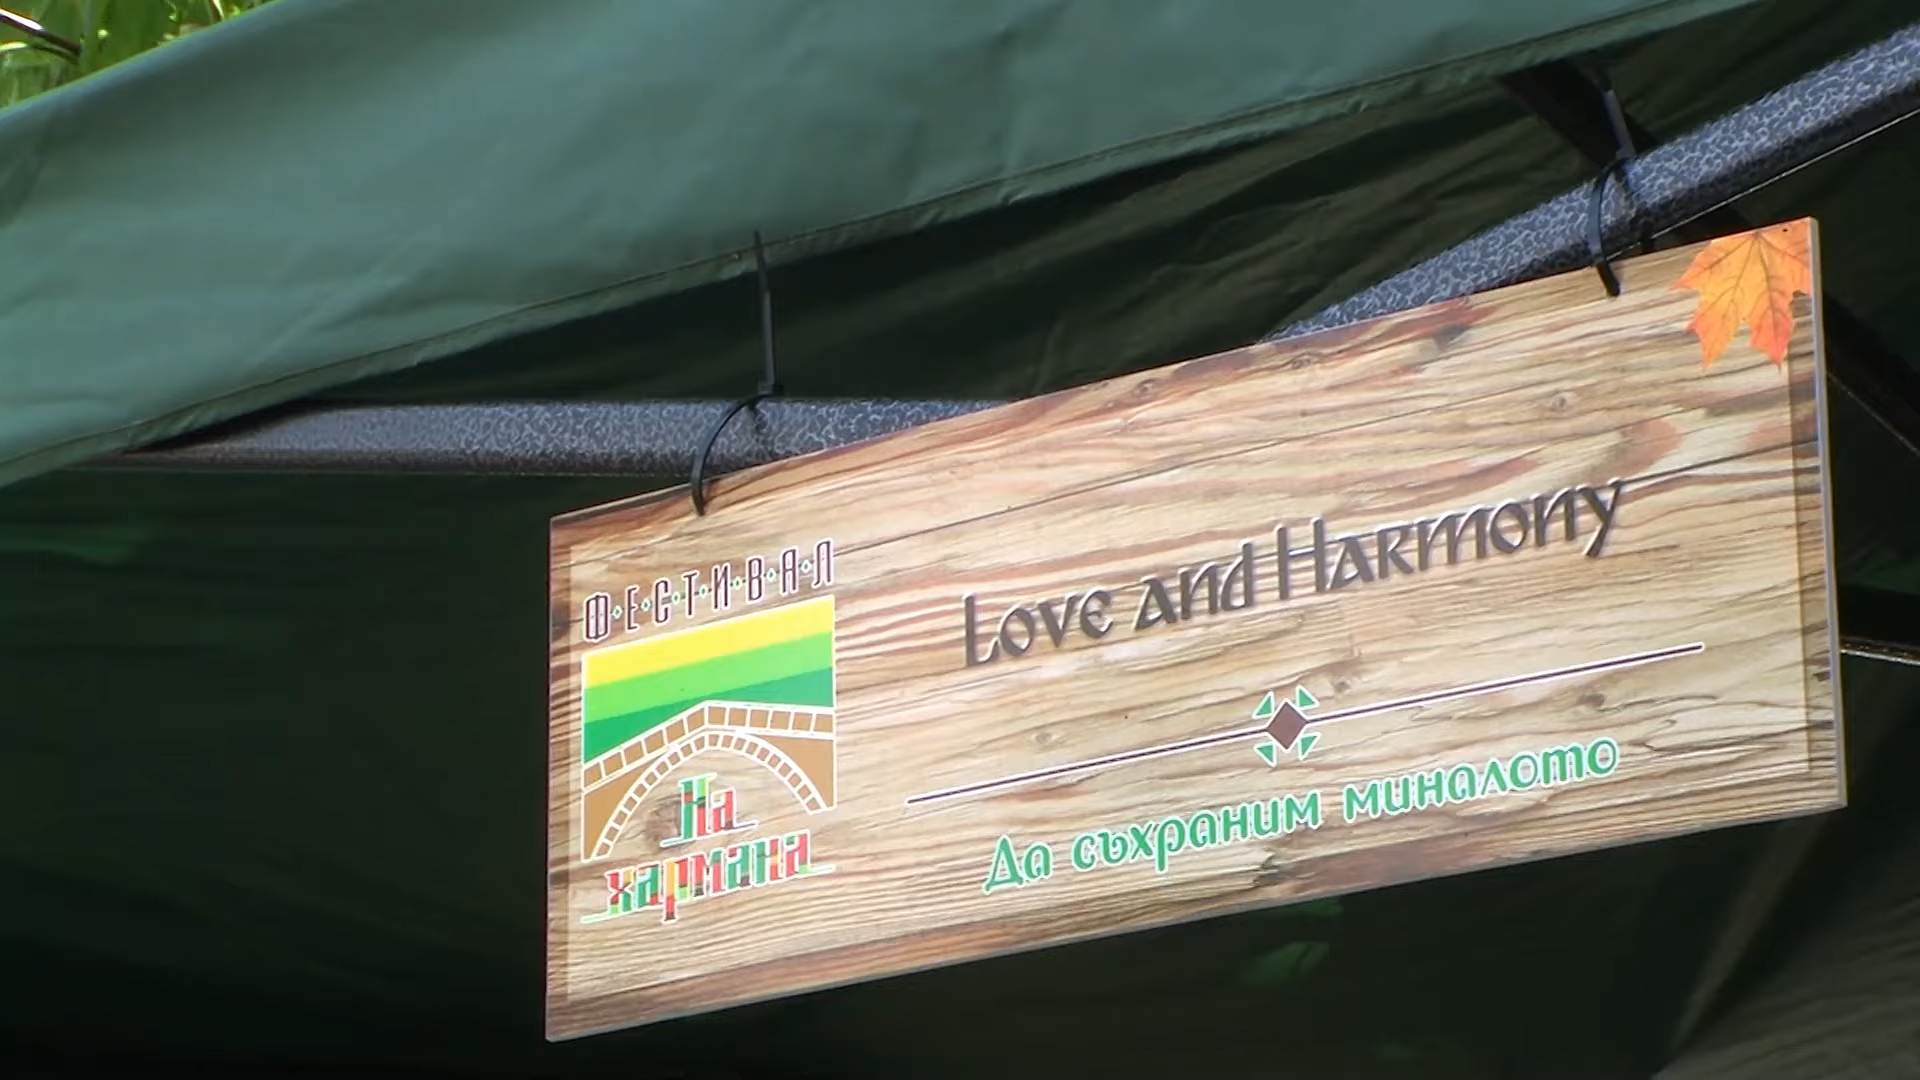 Ф·Е·С·Т·И·В·А·Л
На
хармана
Love and Harmony
Да съхраним миналото